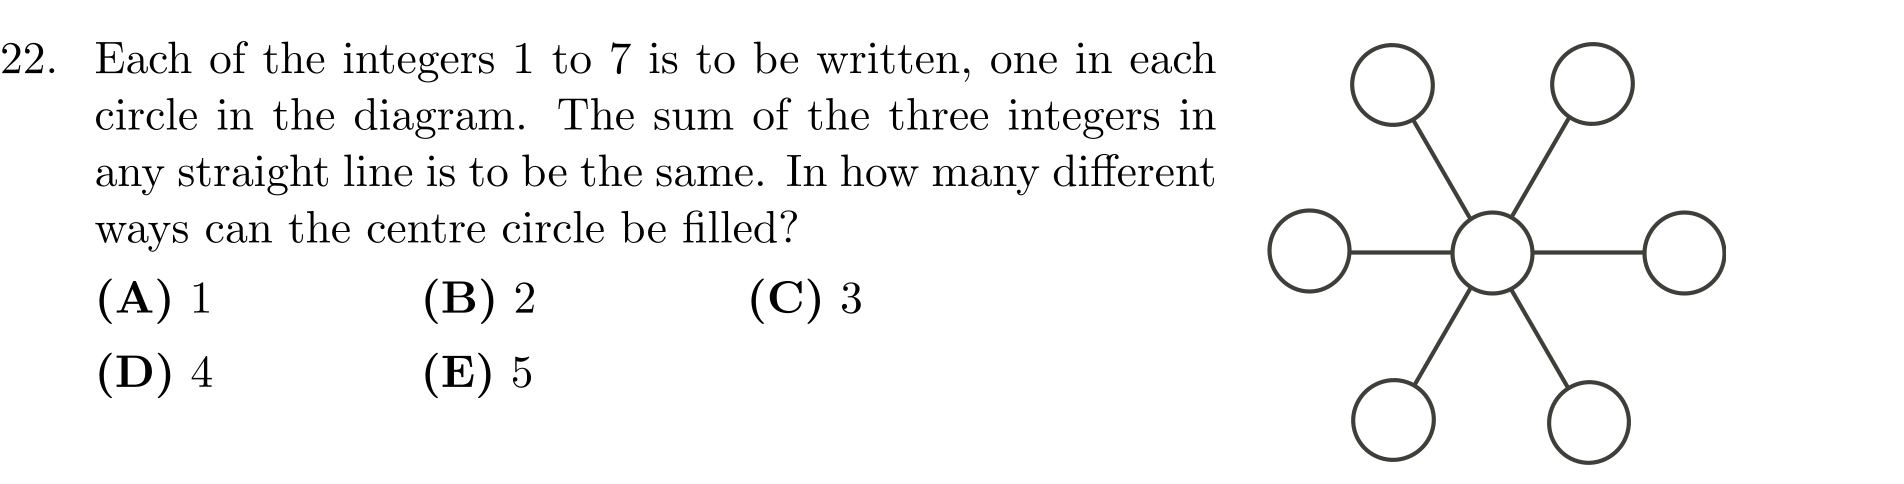 22. Each of the integers 1 to 7 is to be written, one in each
circle in the diagram. The sum of the three integers in
any straight line is to be the same. In how many different
ways can the centre circle be filled?
(A) 1 (B) 2 (C) 3
(D) 4 (E) 5